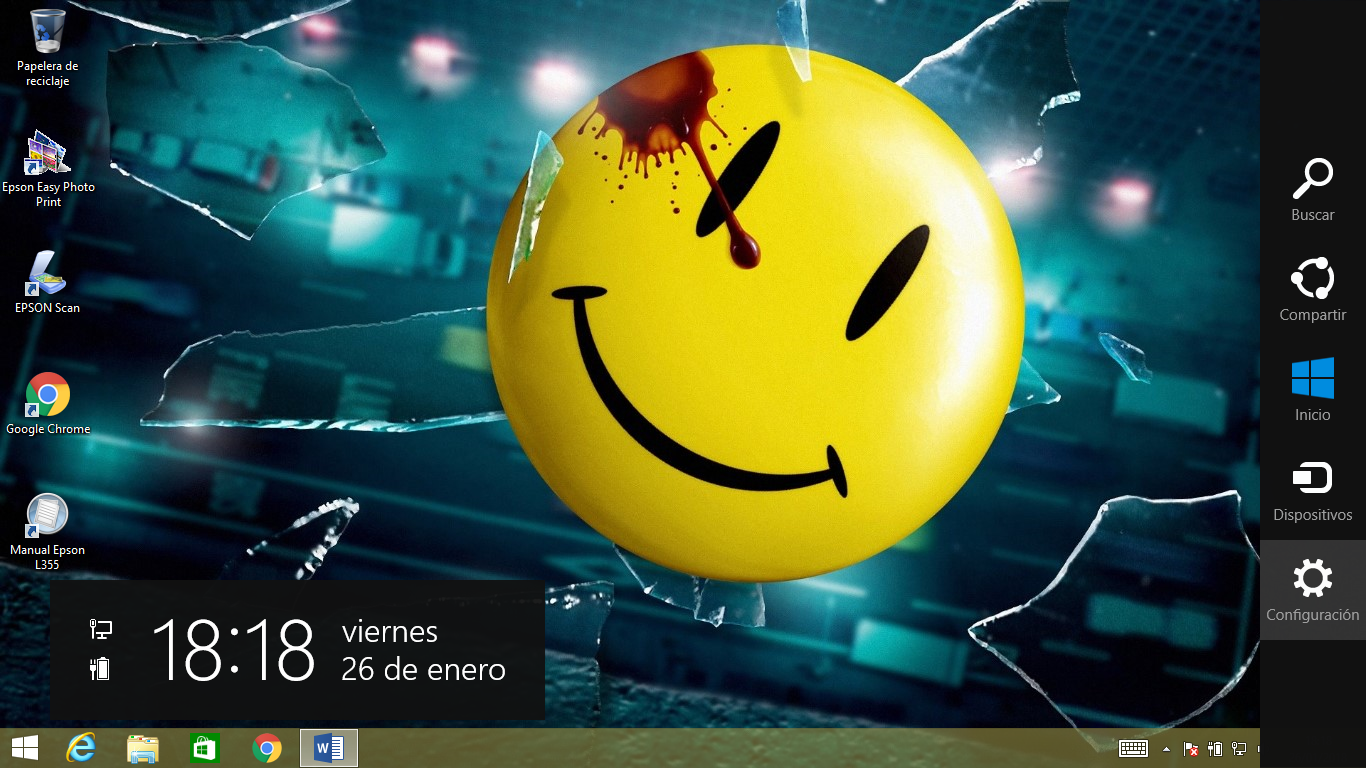 Papelera de
reciclaje
Epson Easy Photo
Print
EPSON Scan
Google Chrome
Manual Epson
L355
18:18
viernes
26 de enero
Buscar
Compartir
Inicio
Dispositivos
Configuración